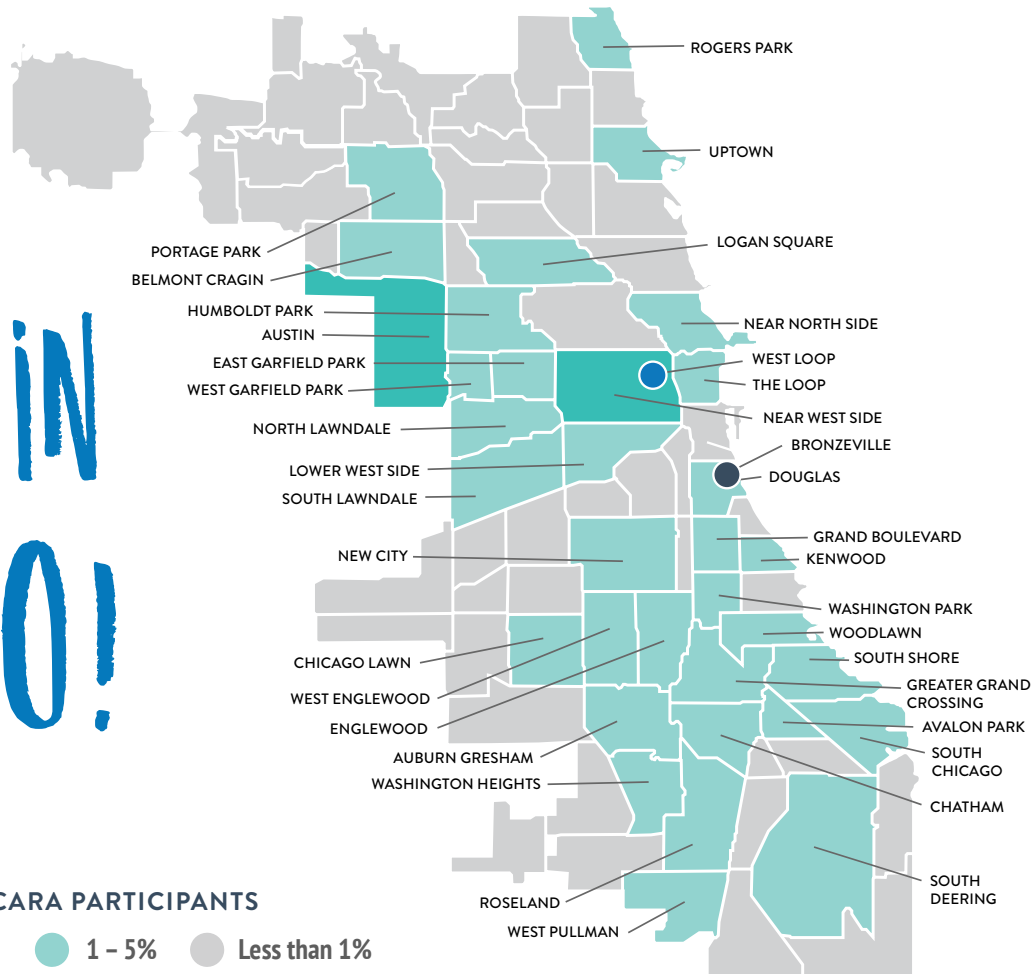 ROGERS PARK
UPTOWN
LOGAN SQUARE
PORTAGE PARK
BELMONT CRAGIN
HUMBOLDT PARK
AUSTIN
EAST GARFIELD PARK
WEST GARFIELD PARK
NEAR NORTH SIDE
WEST LOOP
THE LOOP
NEAR WEST SIDE
NORTH LAWNDALE
LOWER WEST SIDE
SOUTH LAWNDALE
BRONZEVILLE
DOUGLAS
iN
O!
NEW CITY
GRAND BOULEVARD
KENWOOD
WASHINGTON PARK
WOODLAWN
SOUTH SHORE
GREATER GRAND
CROSSING
AVALON PARK
SOUTH
CHICAGO
CHATHAM
CHICAGO LAWN
WEST ENGLEWOOD
ENGLEWOOD
AUBURN GRESHAM
WASHINGTON HEIGHTS
ROSELAND
WEST PULLMAN
SOUTH
DEERING
CARA PARTICIPANTS
1 – 5%
Less than 1%